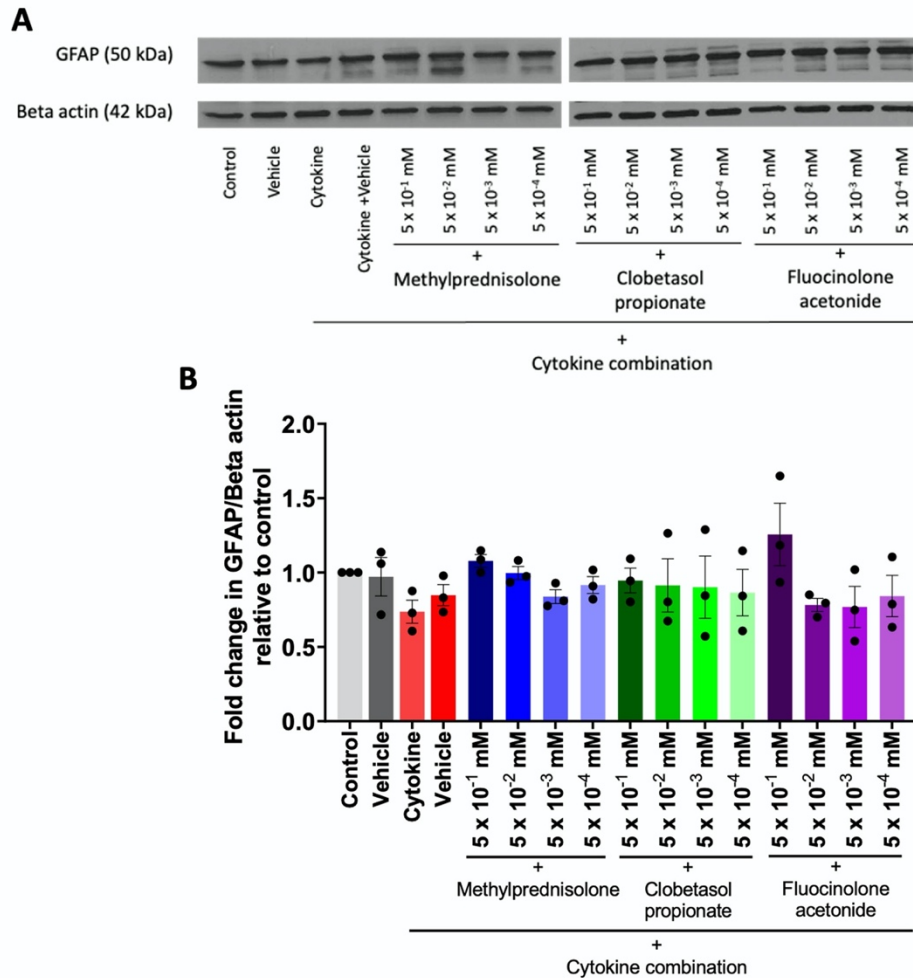 A
GFAP (50 kDa)
Beta actin (42 kDa)
Control
Vehicle
Cytokine
Cytokine +Vehicle
5 x 10⁻¹ mM
5 x 10⁻² mM
5 x 10⁻³ mM
5 x 10⁻⁴ mM
5 x 10⁻¹ mM
5 x 10⁻² mM
5 x 10⁻³ mM
5 x 10⁻⁴ mM
5 x 10⁻¹ mM
5 x 10⁻² mM
5 x 10⁻³ mM
5 x 10⁻⁴ mM
+
Methylprednisolone
+
Clobetasol
propionate
+
Fluocinolone
acetonide
+
Cytokine combination
B
Fold change in GFAP/Beta actin
relative to control
2.0
1.5
1.0
0.5
0.0
Control
Vehicle
Cytokine
Vehicle
5 x 10⁻¹ mM
5 x 10⁻² mM
5 x 10⁻³ mM
5 x 10⁻⁴ mM
5 x 10⁻¹ mM
5 x 10⁻² mM
5 x 10⁻³ mM
5 x 10⁻⁴ mM
5 x 10⁻¹ mM
5 x 10⁻² mM
5 x 10⁻³ mM
5 x 10⁻⁴ mM
+
Methylprednisolone
+
Clobetasol
propionate
+
Fluocinolone
acetonide
+
Cytokine combination